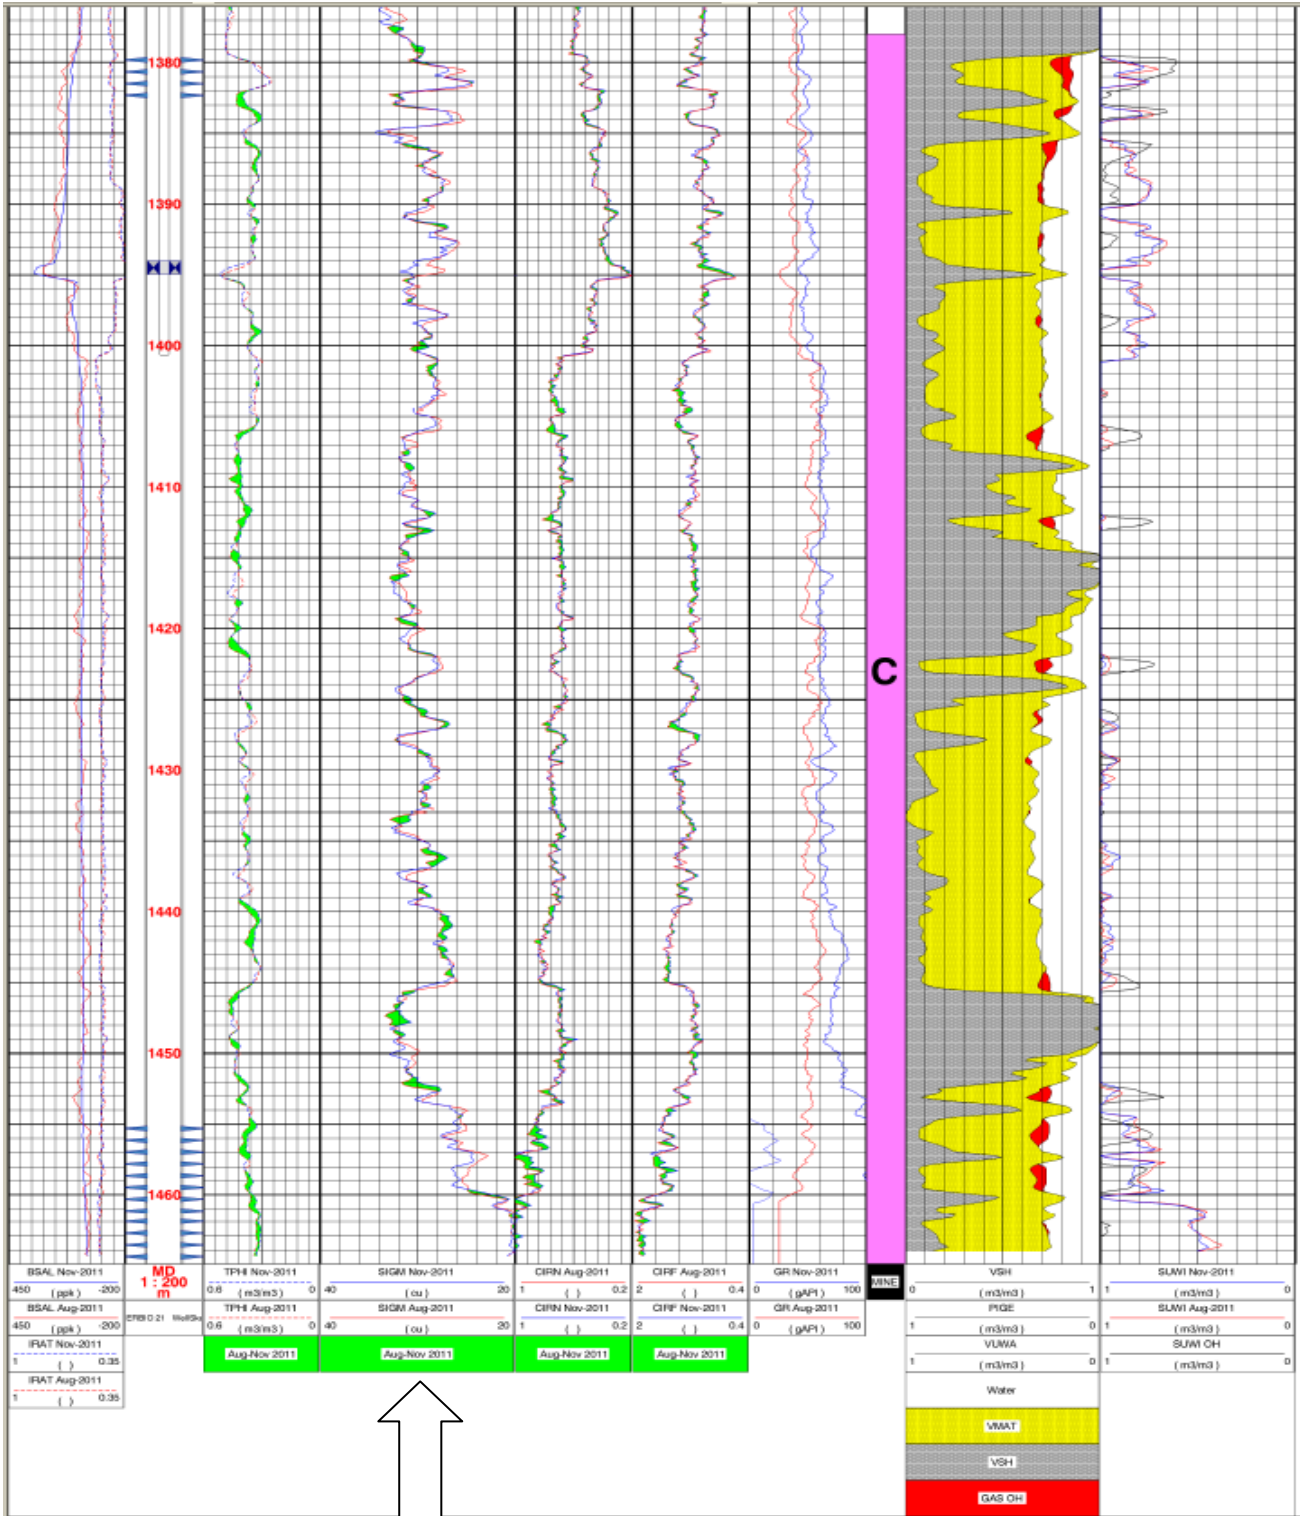 1380
1390
1400
1410
1420
C
1430
1440
1450
1460
BSAL Nov-2011
450 (ppk) -200
BSAL Aug-2011
450 (ppk) -200
IRAT Nov-2011
1 ( ) 0.35
IRAT Aug-2011
1 ( ) 0.35
MD
1 : 200
m
TPHI Nov-2011
0.6 (m3/m3) 0
TPHI Aug-2011
0.6 (m3/m3) 0
Aug-Nov 2011
SIGM Nov-2011
40 (cu) 20
SIGM Aug-2011
40 (cu) 20
Aug-Nov 2011
CIRN Aug-2011
1 ( ) 0.2
CIRN Nov-2011
1 ( ) 0.2
Aug-Nov 2011
CIRF Aug-2011
2 ( ) 0.4
CIRF Nov-2011
2 ( ) 0.4
Aug-Nov 2011
GR Nov-2011
0 (gAPI) 100
GR Aug-2011
0 (gAPI) 100
MINE
VSH
0 (m3/m3) 1
PIGE
1 (m3/m3) 0
VUWA
1 (m3/m3) 0
Water
VMAT
VSH
GAS OH
SUWI Nov-2011
1 (m3/m3) 0
SUWI Aug-2011
1 (m3/m3) 0
SUWI OH
1 (m3/m3) 0